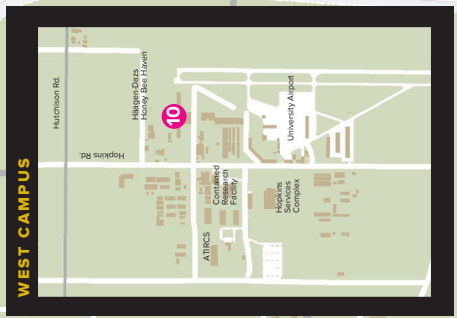 WEST CAMPUS
Hutchison Rd.
Hopkins Rd.
Häagen-Dazs
Honey Bee Haven
10
University Airport
Contained
Research
Facility
Hopkins
Services
Complex
ATIRCS